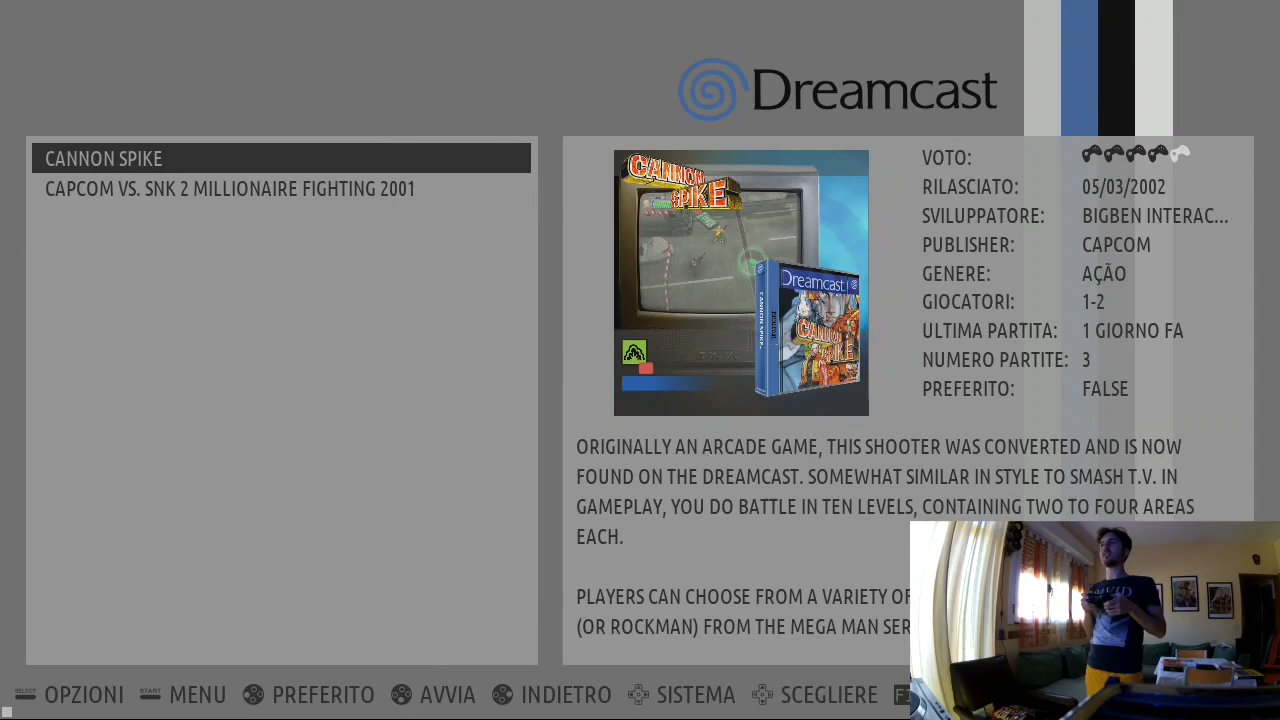 Dreamcast
CANNON SPIKE
CAPCOM VS. SNK 2 MILLIONAIRE FIGHTING 2001
CANNON
SPIKE
Dreamcast
CANNON SPIKE
CANNON
SPIKE
VOTO:
RILASCIATO: 05/03/2002
SVILUPPATORE: BIGBEN INTERAC...
PUBLISHER: CAPCOM
GENERE: AÇÃO
GIOCATORI: 1-2
ULTIMA PARTITA: 1 GIORNO FA
NUMERO PARTITE: 3
PREFERITO: FALSE
ORIGINALLY AN ARCADE GAME, THIS SHOOTER WAS CONVERTED AND IS NOW
FOUND ON THE DREAMCAST. SOMEWHAT SIMILAR IN STYLE TO SMASH T.V. IN
GAMEPLAY, YOU DO BATTLE IN TEN LEVELS, CONTAINING TWO TO FOUR AREAS
EACH.
PLAYERS CAN CHOOSE FROM A VARIETY OF
(OR ROCKMAN) FROM THE MEGA MAN SER
SELECT OPZIONI START MENU PREFERITO AVVIA INDIETRO SISTEMA SCEGLIERE F1